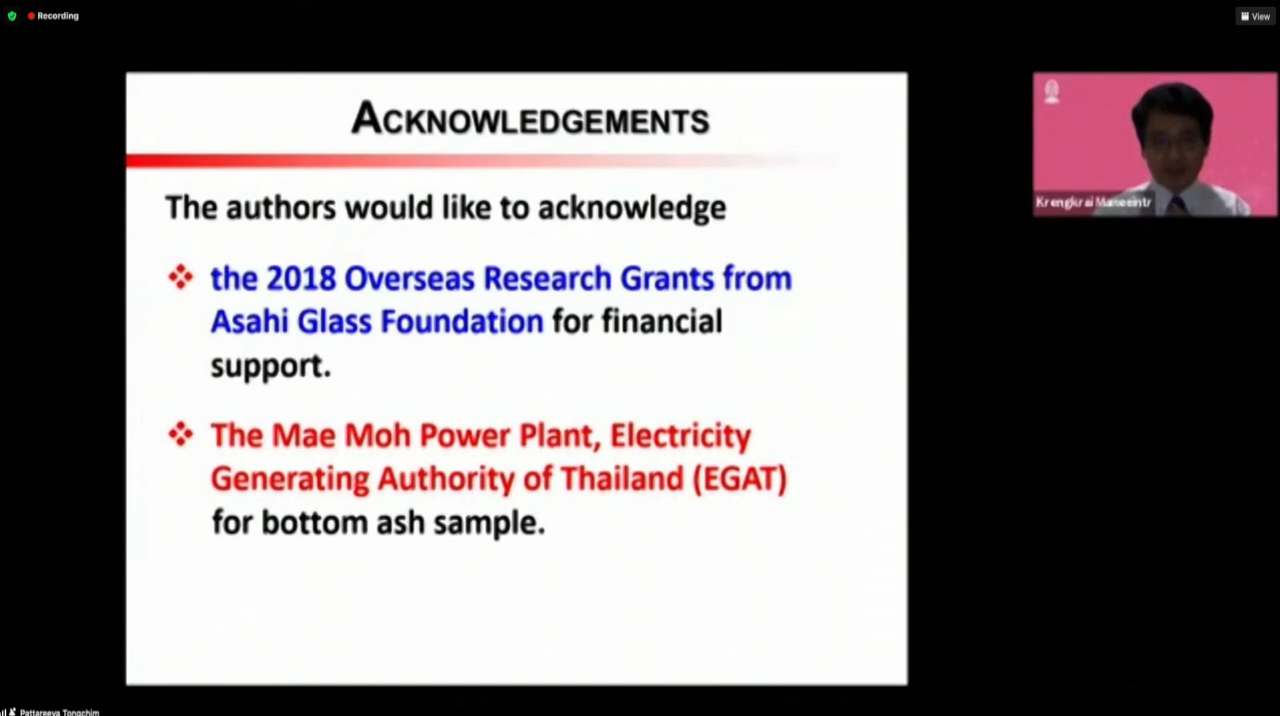 Recording
View
ACKNOWLEDGEMENTS
The authors would like to acknowledge
the 2018 Overseas Research Grants from
Asahi Glass Foundation for financial
support.
The Mae Moh Power Plant, Electricity
Generating Authority of Thailand (EGAT)
for bottom ash sample.
Krengkrai Maneeintr
Pattareeya Tongchim